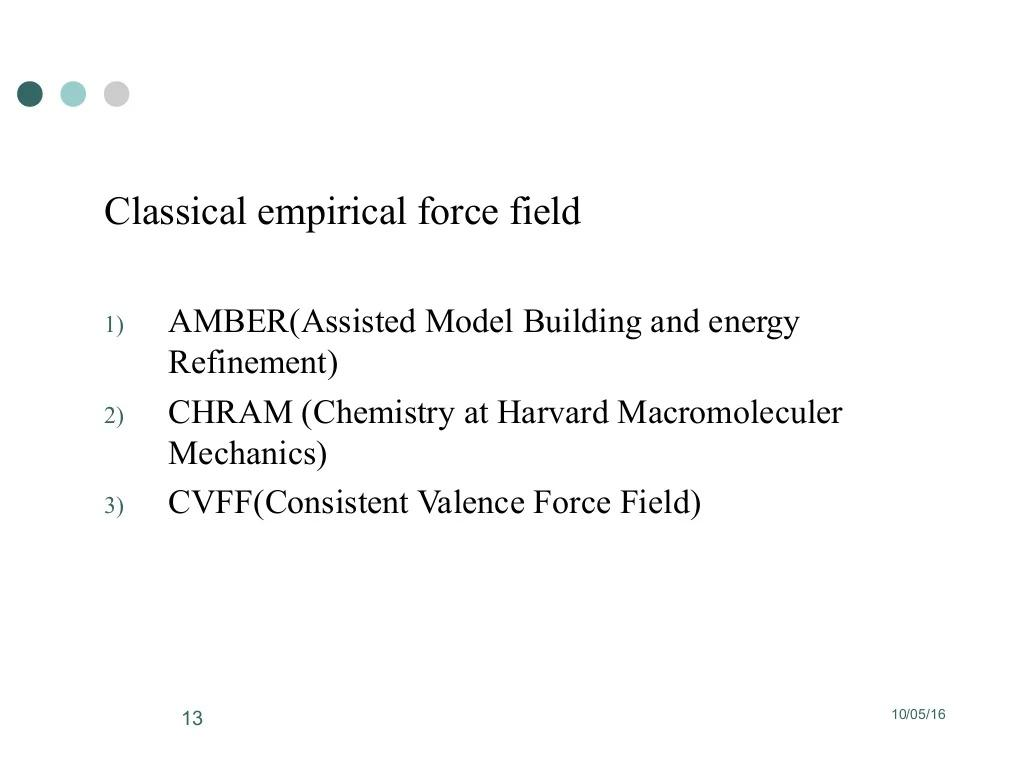 Classical empirical force field
1) AMBER(Assisted Model Building and energy
Refinement)
2) CHRAM (Chemistry at Harvard Macromoleculer
Mechanics)
3) CVFF(Consistent Valence Force Field)
13
10/05/16